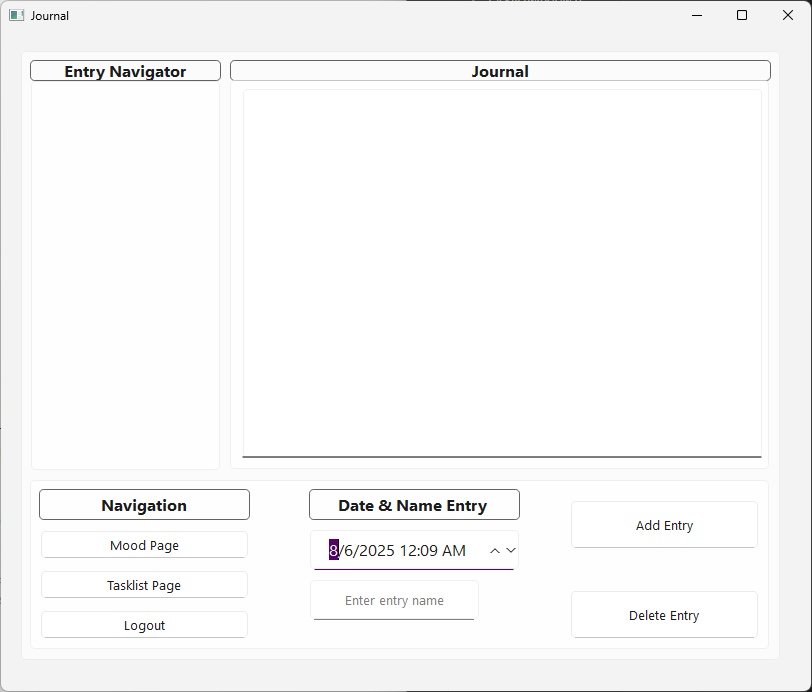 Journal
Entry Navigator
Journal
Navigation
Mood Page
Tasklist Page
Logout
Date & Name Entry
8/6/2025 12:09 AM
Enter entry name
Add Entry
Delete Entry